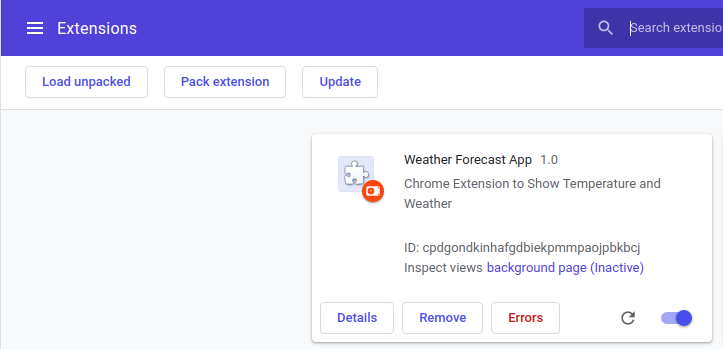 Extensions
Search extensio
Load unpacked
Pack extension
Update
Weather Forecast App 1.0
Chrome Extension to Show Temperature and
Weather
ID: cpdgondkinhafgdbiekpmmpaojpbkbcj
Inspect views background page (Inactive)
Details
Remove
Errors